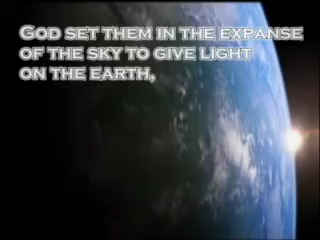 God set them in the expanse
of the sky to give light
on the earth,